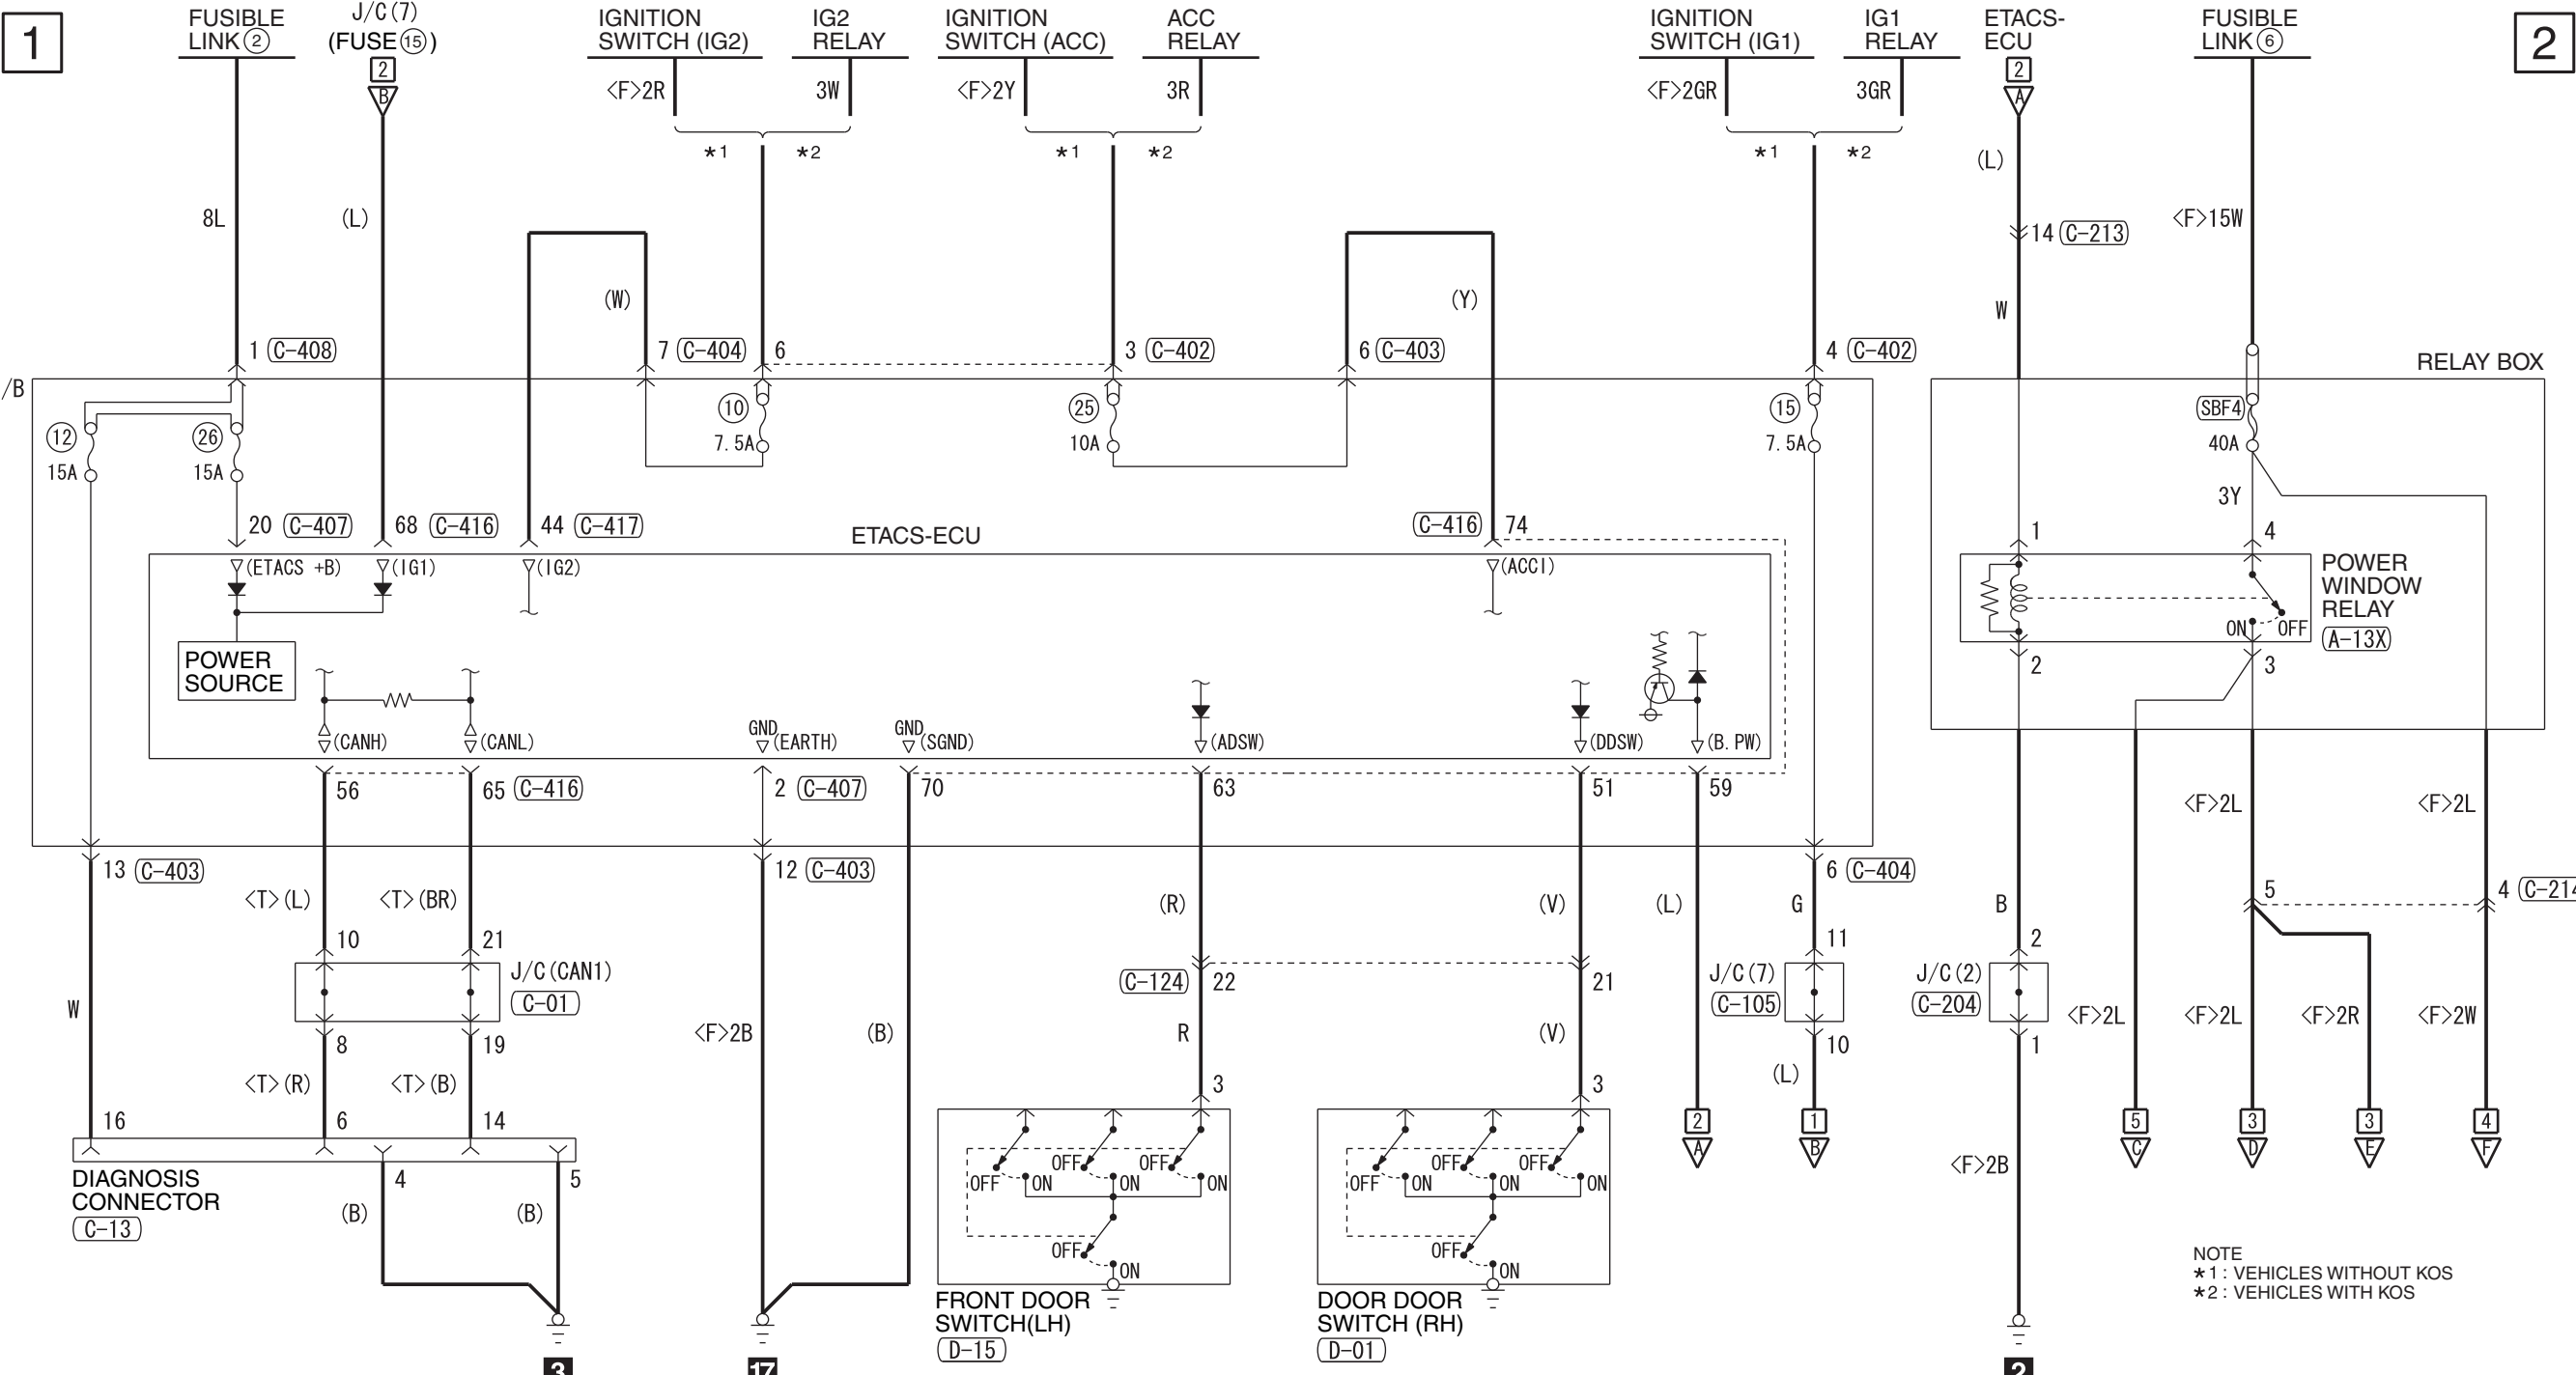 1
FUSIBLE
LINK ②
J/C(7)
(FUSE⑮)
IGNITION
SWITCH (IG2)
IG2
RELAY
IGNITION
SWITCH (ACC)
ACC
RELAY
IGNITION
SWITCH (IG1)
IG1
RELAY
ETACS-
ECU
FUSIBLE
LINK ⑥
2
2
B
<F>2R
3W
<F>2Y
3R
<F>2GR
3GR
2
A
*1 *2
*1 *2
*1 *2
8L
(L)
(W)
(Y)
(L)
14 C-213
<F>15W
W
1 C-408
7 C-404 6
3 C-402
6 C-403
4 C-402
RELAY BOX
/B
⑫
15A
㉖
15A
⑩
7.5A
㉕
10A
⑮
7.5A
SBF4
40A
3Y
20 C-407
68 C-416
44 C-417
ETACS-ECU
C-416 74
1
4
(ETACS +B)
(IG1)
(IG2)
(ACCI)
POWER
WINDOW
RELAY
A-13X
ON OFF
2
3
POWER
SOURCE
(CANH)
(CANL)
GND
(EARTH)
GND
(SGND)
(ADSW)
(DDSW)
(B.PW)
56
65 C-416
2 C-407
70
63
51
59
<F>2L
<F>2L
13 C-403
12 C-403
6 C-404
5
4 C-214
<T>(L)
<T>(BR)
(R)
(V)
(L)
G
B
10
21
J/C(CAN1)
C-01
C-124 22
21
11
J/C(7)
C-105
2
J/C(2)
C-204
W
<F>2B
(B)
R
(V)
<F>2L
<F>2L
<F>2R
<F>2W
8
19
10
1
<T>(R)
<T>(B)
(L)
3
3
16
6
14
2
A
1
B
5
C
3
D
3
E
4
F
DIAGNOSIS
CONNECTOR
C-13
4
5
(B)
(B)
OFF OFF
OFF ON ON ON
OFF
ON
OFF OFF
OFF ON ON ON
OFF
ON
<F>2B
FRONT DOOR
SWITCH(LH)
D-15
DOOR DOOR
SWITCH (RH)
D-01
NOTE
*1 : VEHICLES WITHOUT KOS
*2 : VEHICLES WITH KOS
3
17
2